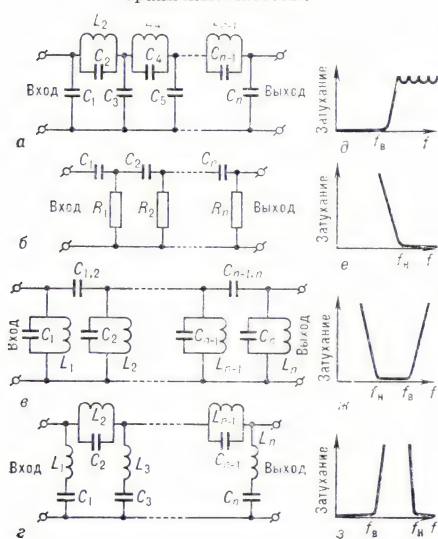 L₂ C₂ C₄ Cₙ₋₁
Вход C₁ C₃ C₅ Cₙ Выход
а
Затухание fв f
д
C₁ C₂ Cₙ
Вход R₁ R₂ Rₙ Выход
б
Затухание fн f
е
C₁,₂ Cₙ₋₁,ₙ
Вход C₁ L₁ C₂ L₂ Cₙ₋₁ Lₙ₋₁ Cₙ Lₙ Выход
в
Затухание fн fв f
ж
L₂ Lₙ₋₁ Lₙ
C₂ Cₙ₋₁
Вход L₁ L₃ Выход
C₁ C₃ Cₙ
г
Затухание fв fн f
з